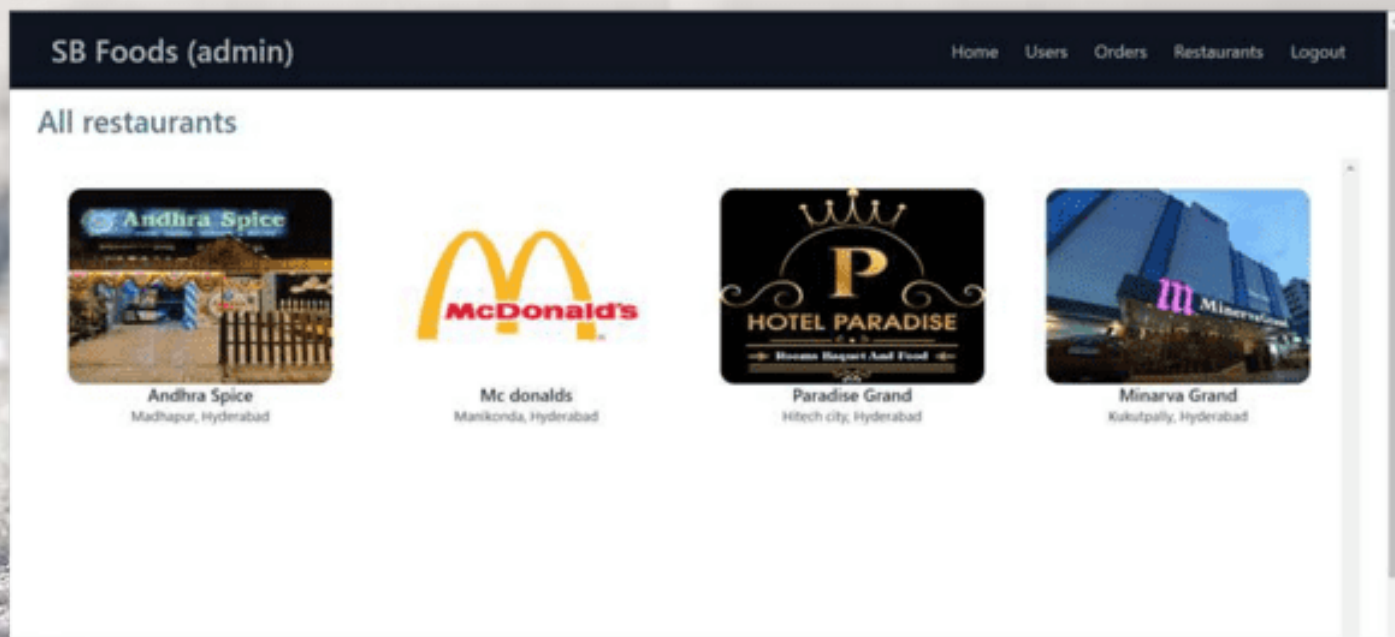 SB Foods (admin)
Home Users Orders Restaurants Logout
All restaurants
Andhra Spice
McDonald's
P
HOTEL PARADISE
Rooms Baquet And Food
m Minerva Grand
Andhra Spice
Madhapur, Hyderabad
Mc donalds
Manikonda, Hyderabad
Paradise Grand
Hitech city, Hyderabad
Minarva Grand
Kukutpally, Hyderabad